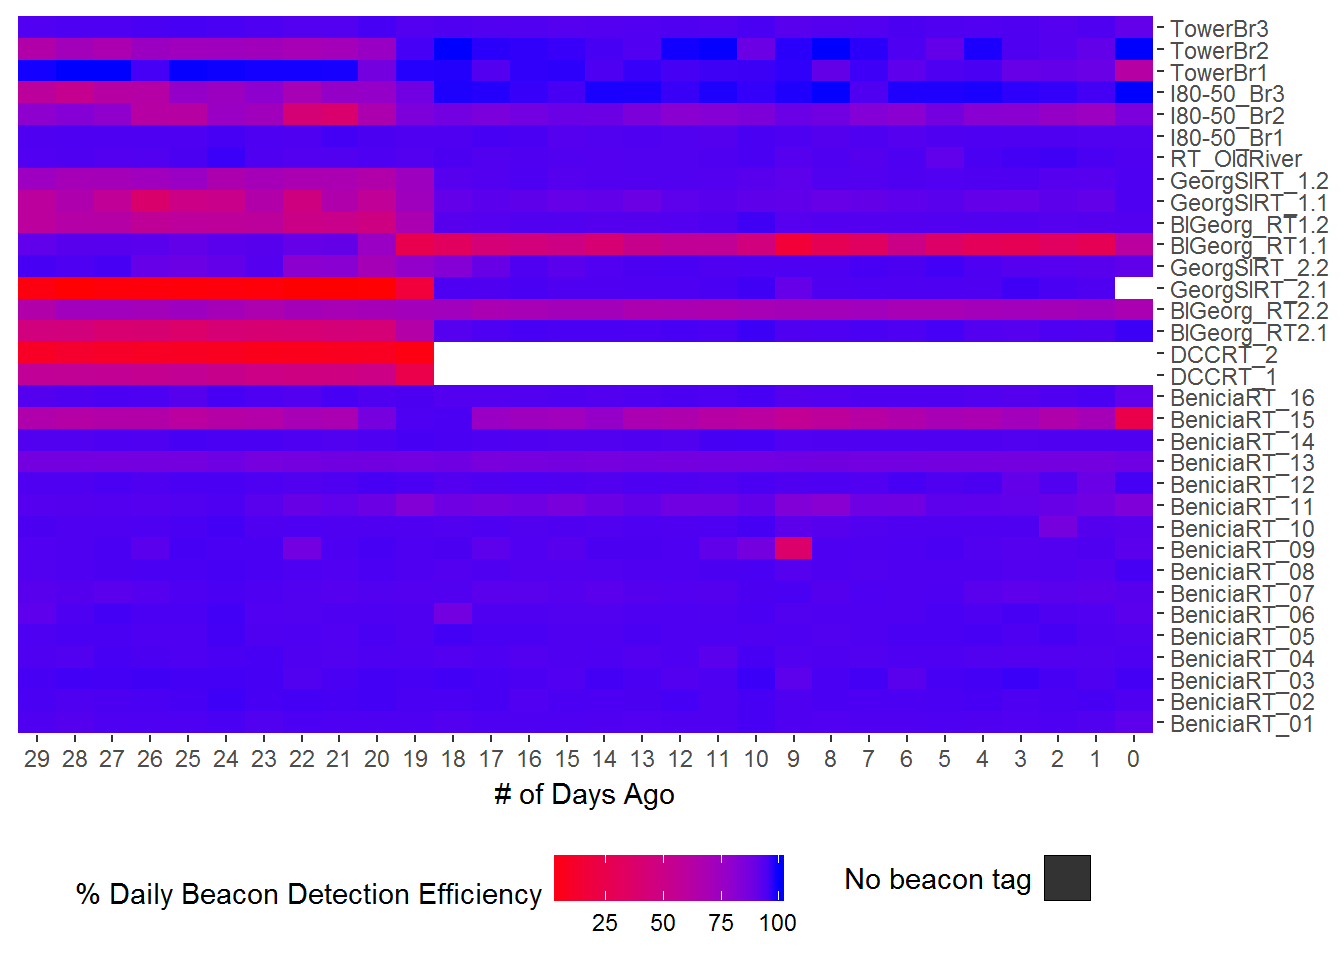 TowerBr3
TowerBr2
TowerBr1
I80-50_Br3
I80-50_Br2
I80-50_Br1
RT_OldRiver
GeorgSlRT_1.2
GeorgSlRT_1.1
BlGeorg_RT1.2
BlGeorg_RT1.1
GeorgSlRT_2.2
GeorgSlRT_2.1
BlGeorg_RT2.2
BlGeorg_RT2.1
DCCRT_2
DCCRT_1
BeniciaRT_16
BeniciaRT_15
BeniciaRT_14
BeniciaRT_13
BeniciaRT_12
BeniciaRT_11
BeniciaRT_10
BeniciaRT_09
BeniciaRT_08
BeniciaRT_07
BeniciaRT_06
BeniciaRT_05
BeniciaRT_04
BeniciaRT_03
BeniciaRT_02
BeniciaRT_01
29 28 27 26 25 24 23 22 21 20 19 18 17 16 15 14 13 12 11 10 9 8 7 6 5 4 3 2 1 0
# of Days Ago
% Daily Beacon Detection Efficiency
25 50 75 100
No beacon tag